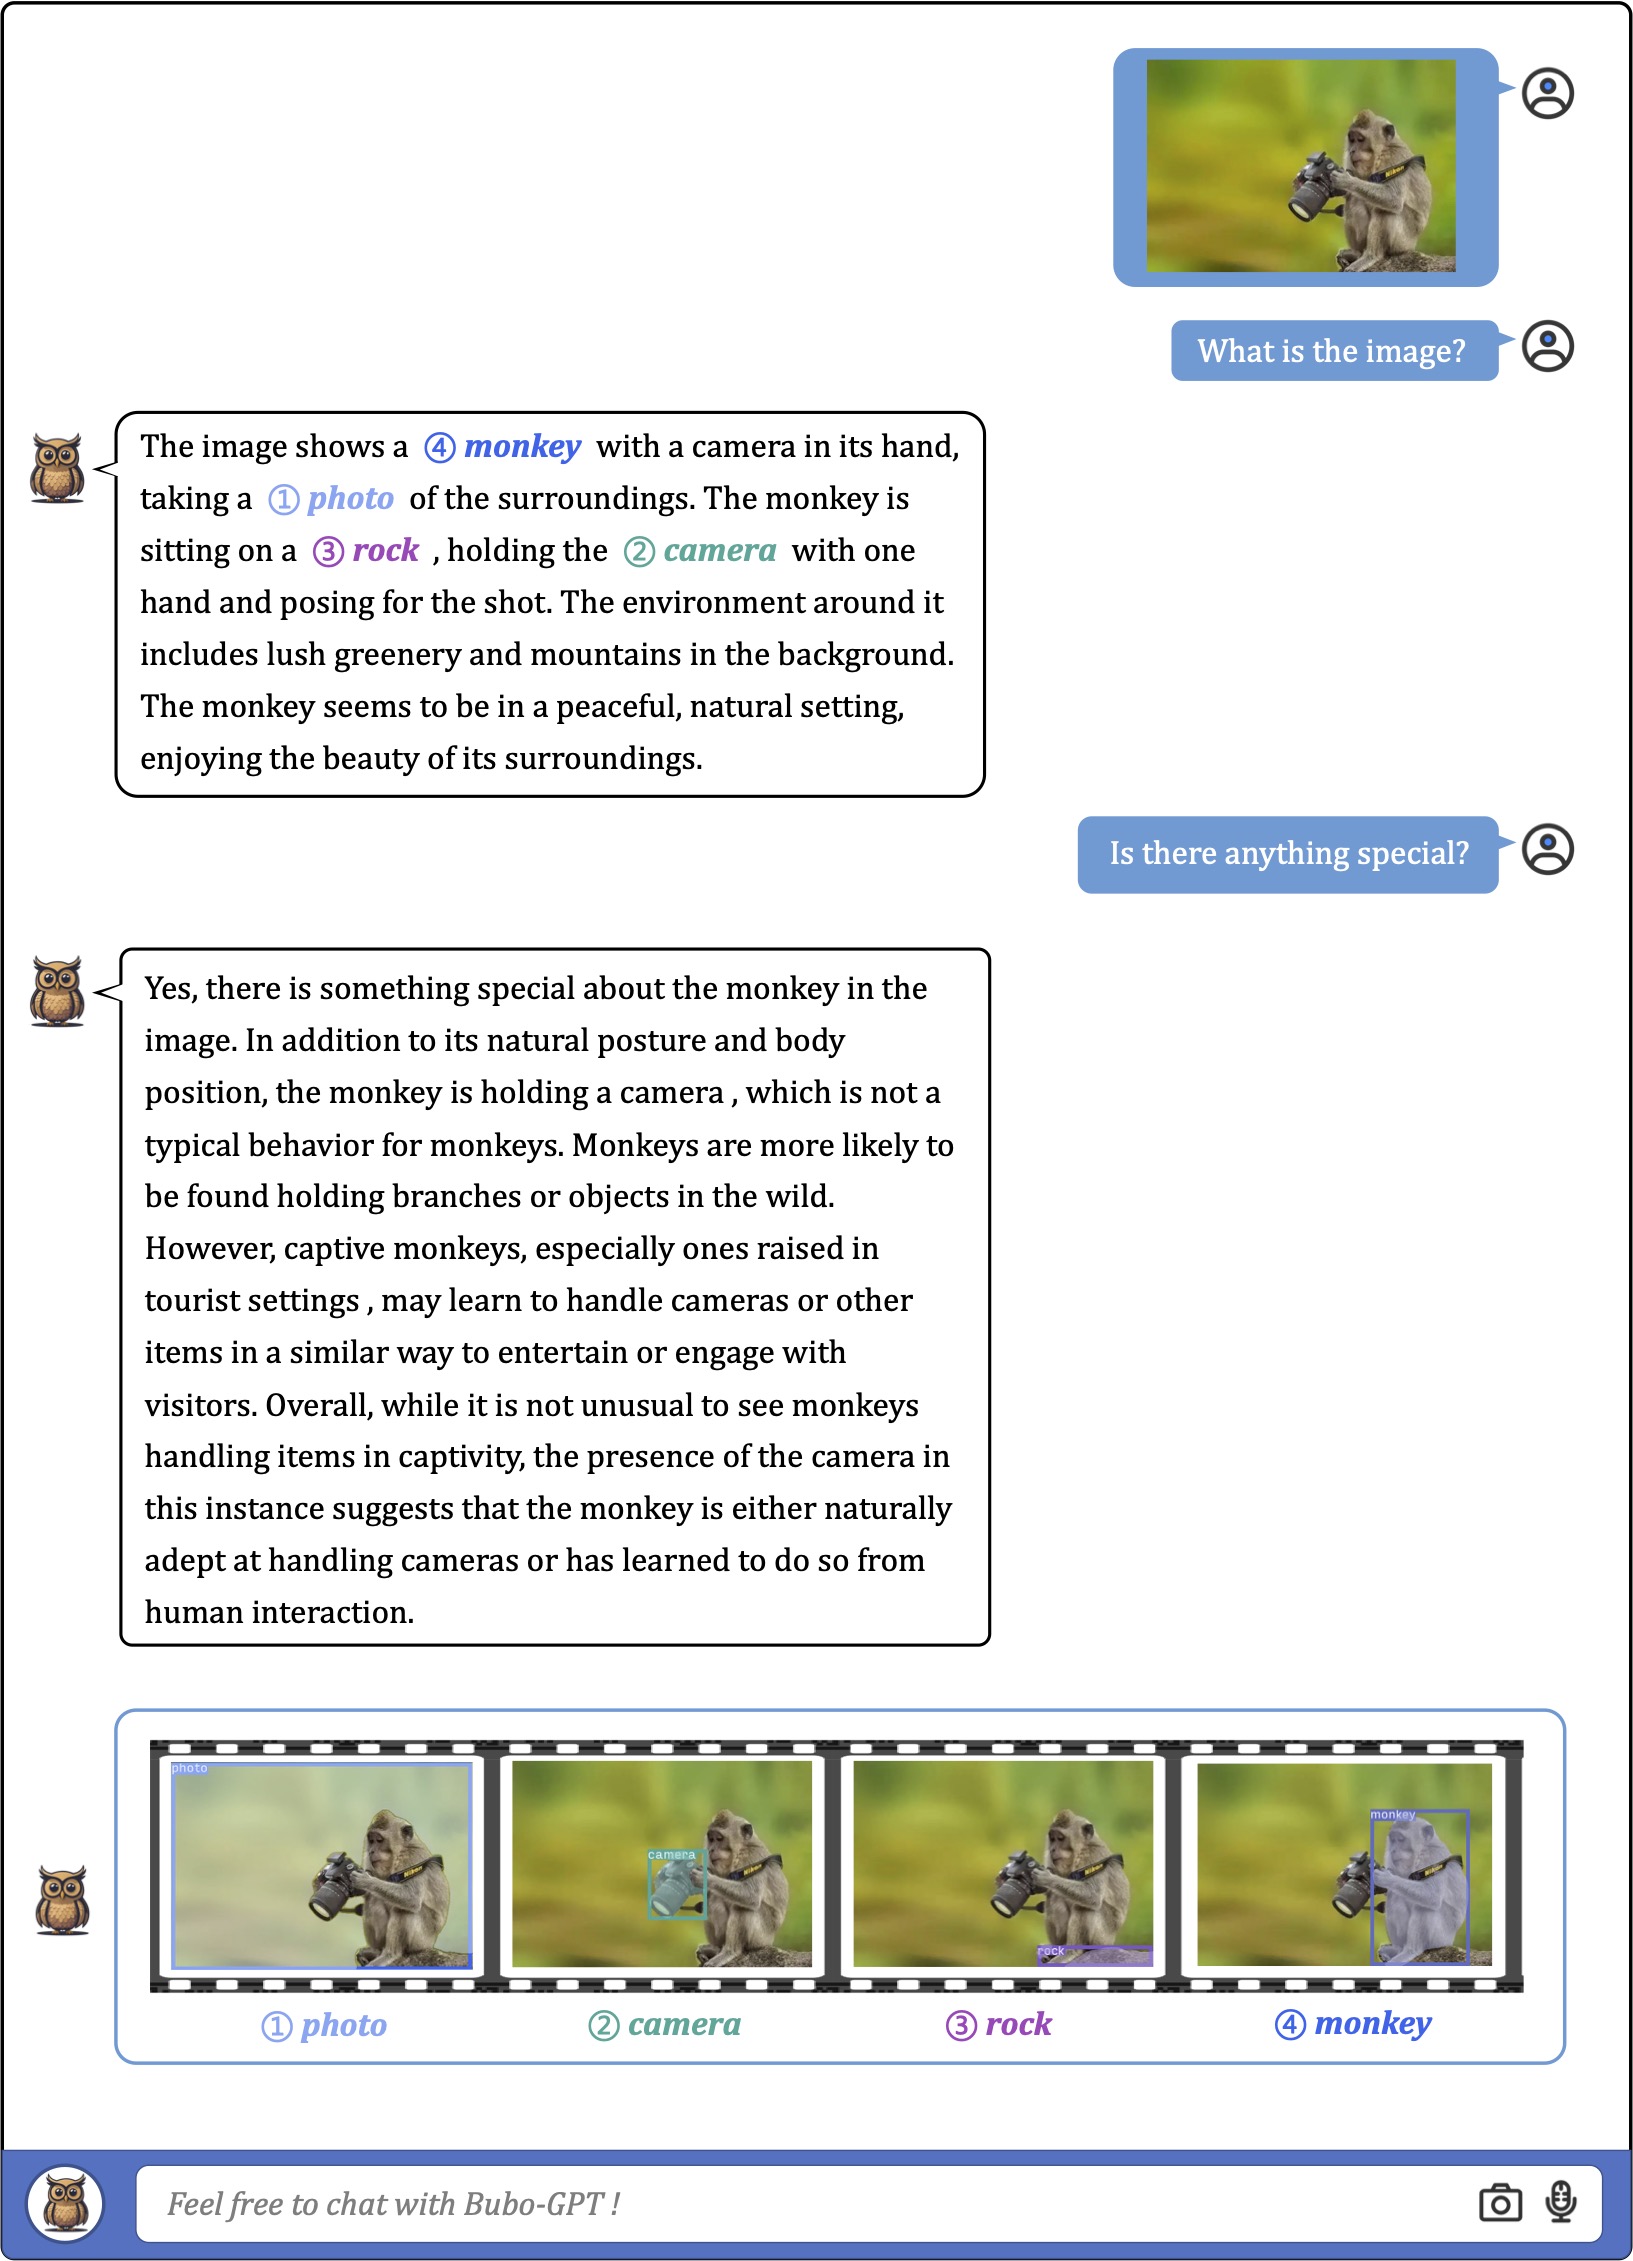 Nikon
What is the image?
The image shows a ④ monkey with a camera in its hand,
taking a ① photo of the surroundings. The monkey is
sitting on a ③ rock , holding the ② camera with one
hand and posing for the shot. The environment around it
includes lush greenery and mountains in the background.
The monkey seems to be in a peaceful, natural setting,
enjoying the beauty of its surroundings.
Is there anything special?
Yes, there is something special about the monkey in the
image. In addition to its natural posture and body
position, the monkey is holding a camera , which is not a
typical behavior for monkeys. Monkeys are more likely to
be found holding branches or objects in the wild.
However, captive monkeys, especially ones raised in
tourist settings , may learn to handle cameras or other
items in a similar way to entertain or engage with
visitors. Overall, while it is not unusual to see monkeys
handling items in captivity, the presence of the camera in
this instance suggests that the monkey is either naturally
adept at handling cameras or has learned to do so from
human interaction.
photo
Nikon
camera
Nikon
rock
Nikon
monkey
Nikon
① photo ② camera ③ rock ④ monkey
Feel free to chat with Bubo-GPT !